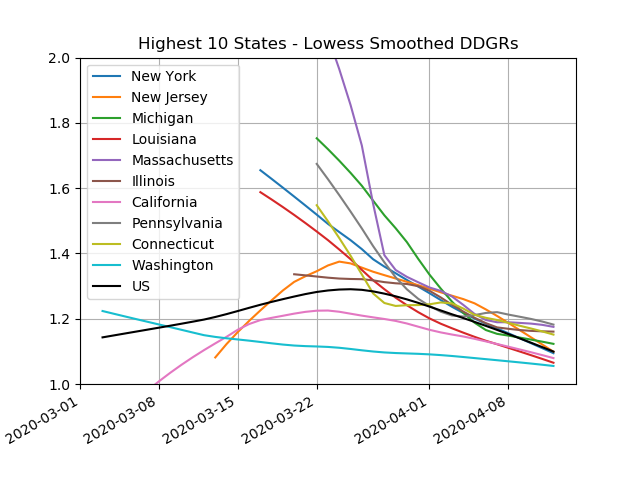 Highest 10 States - Lowess Smoothed DDGRs
2.0
1.8
1.6
1.4
1.2
1.0
New York
New Jersey
Michigan
Louisiana
Massachusetts
Illinois
California
Pennsylvania
Connecticut
Washington
US
2020-03-01
2020-03-08
2020-03-15
2020-03-22
2020-04-01
2020-04-08